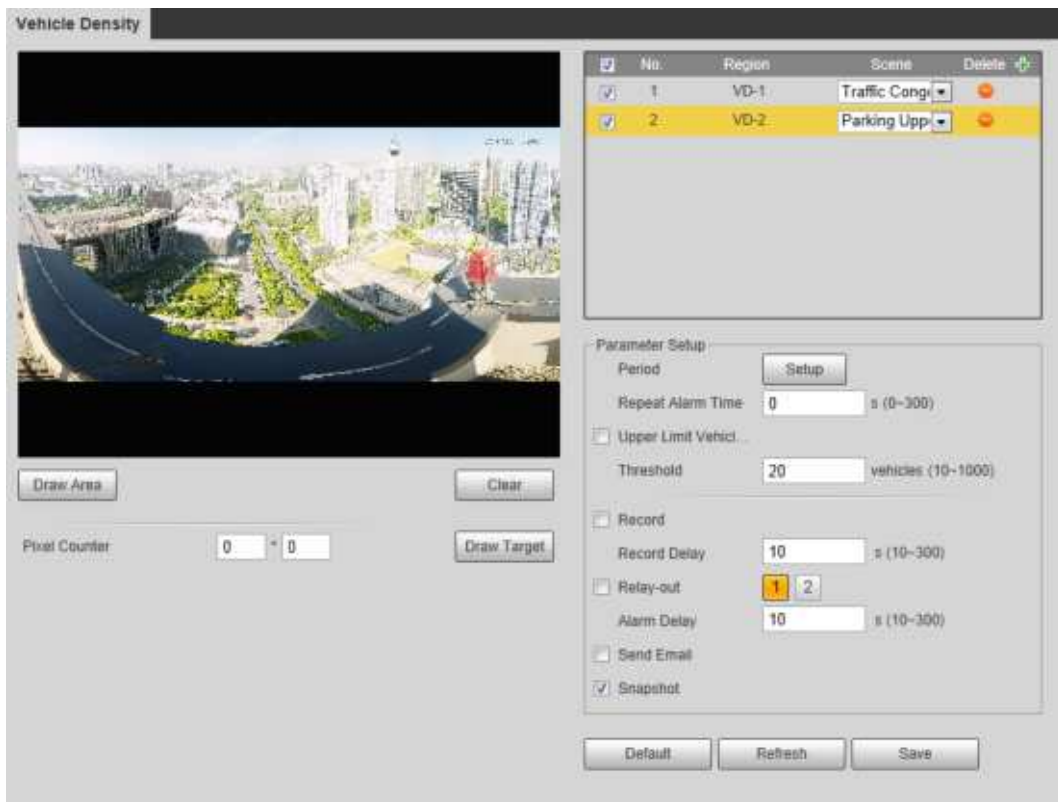 Vehicle Density
No. Region Scene Delete
1 VD-1 Traffic Cong
2 VD-2 Parking Upp
Draw Area Clear
Pixel Counter 0 * 0 Draw Target
Parameter Setup
Period Setup
Repeat Alarm Time 0 s (0~300)
Upper Limit Vehicl...
Threshold 20 vehicles (10~1000)
Record
Record Delay 10 s (10~300)
Relay-out 1 2
Alarm Delay 10 s (10~300)
Send Email
Snapshot
Default Refresh Save